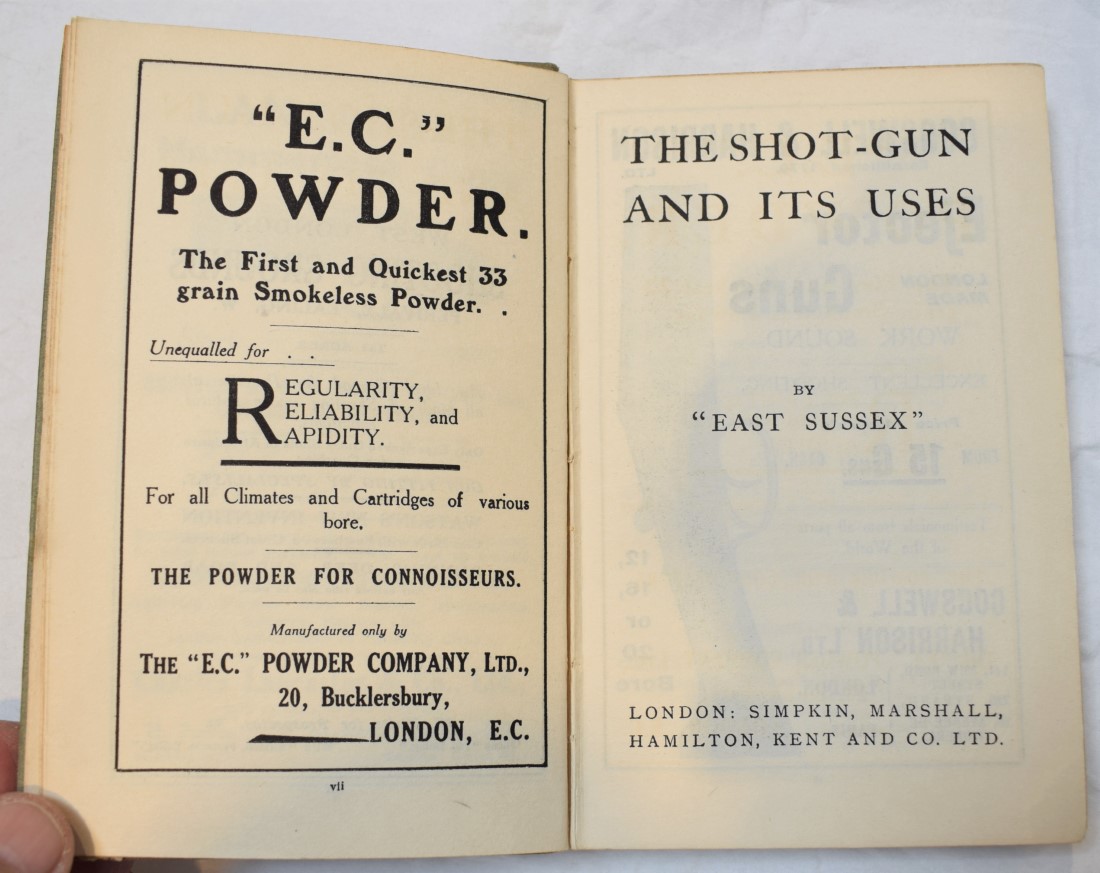 "E.C."
POWDER.
The First and Quickest 33
grain Smokeless Powder. .
Unequalled for . .
REGULARITY,
RELIABILITY, and
RAPIDITY.
For all Climates and Cartridges of various
bore.
THE POWDER FOR CONNOISSEURS.
Manufactured only by
THE "E.C." POWDER COMPANY, LTD.,
20, Bucklersbury,
LONDON, E.C.
vii
THE SHOT-GUN
AND ITS USES
BY
"EAST SUSSEX"
LONDON: SIMPKIN, MARSHALL,
HAMILTON, KENT AND CO. LTD.